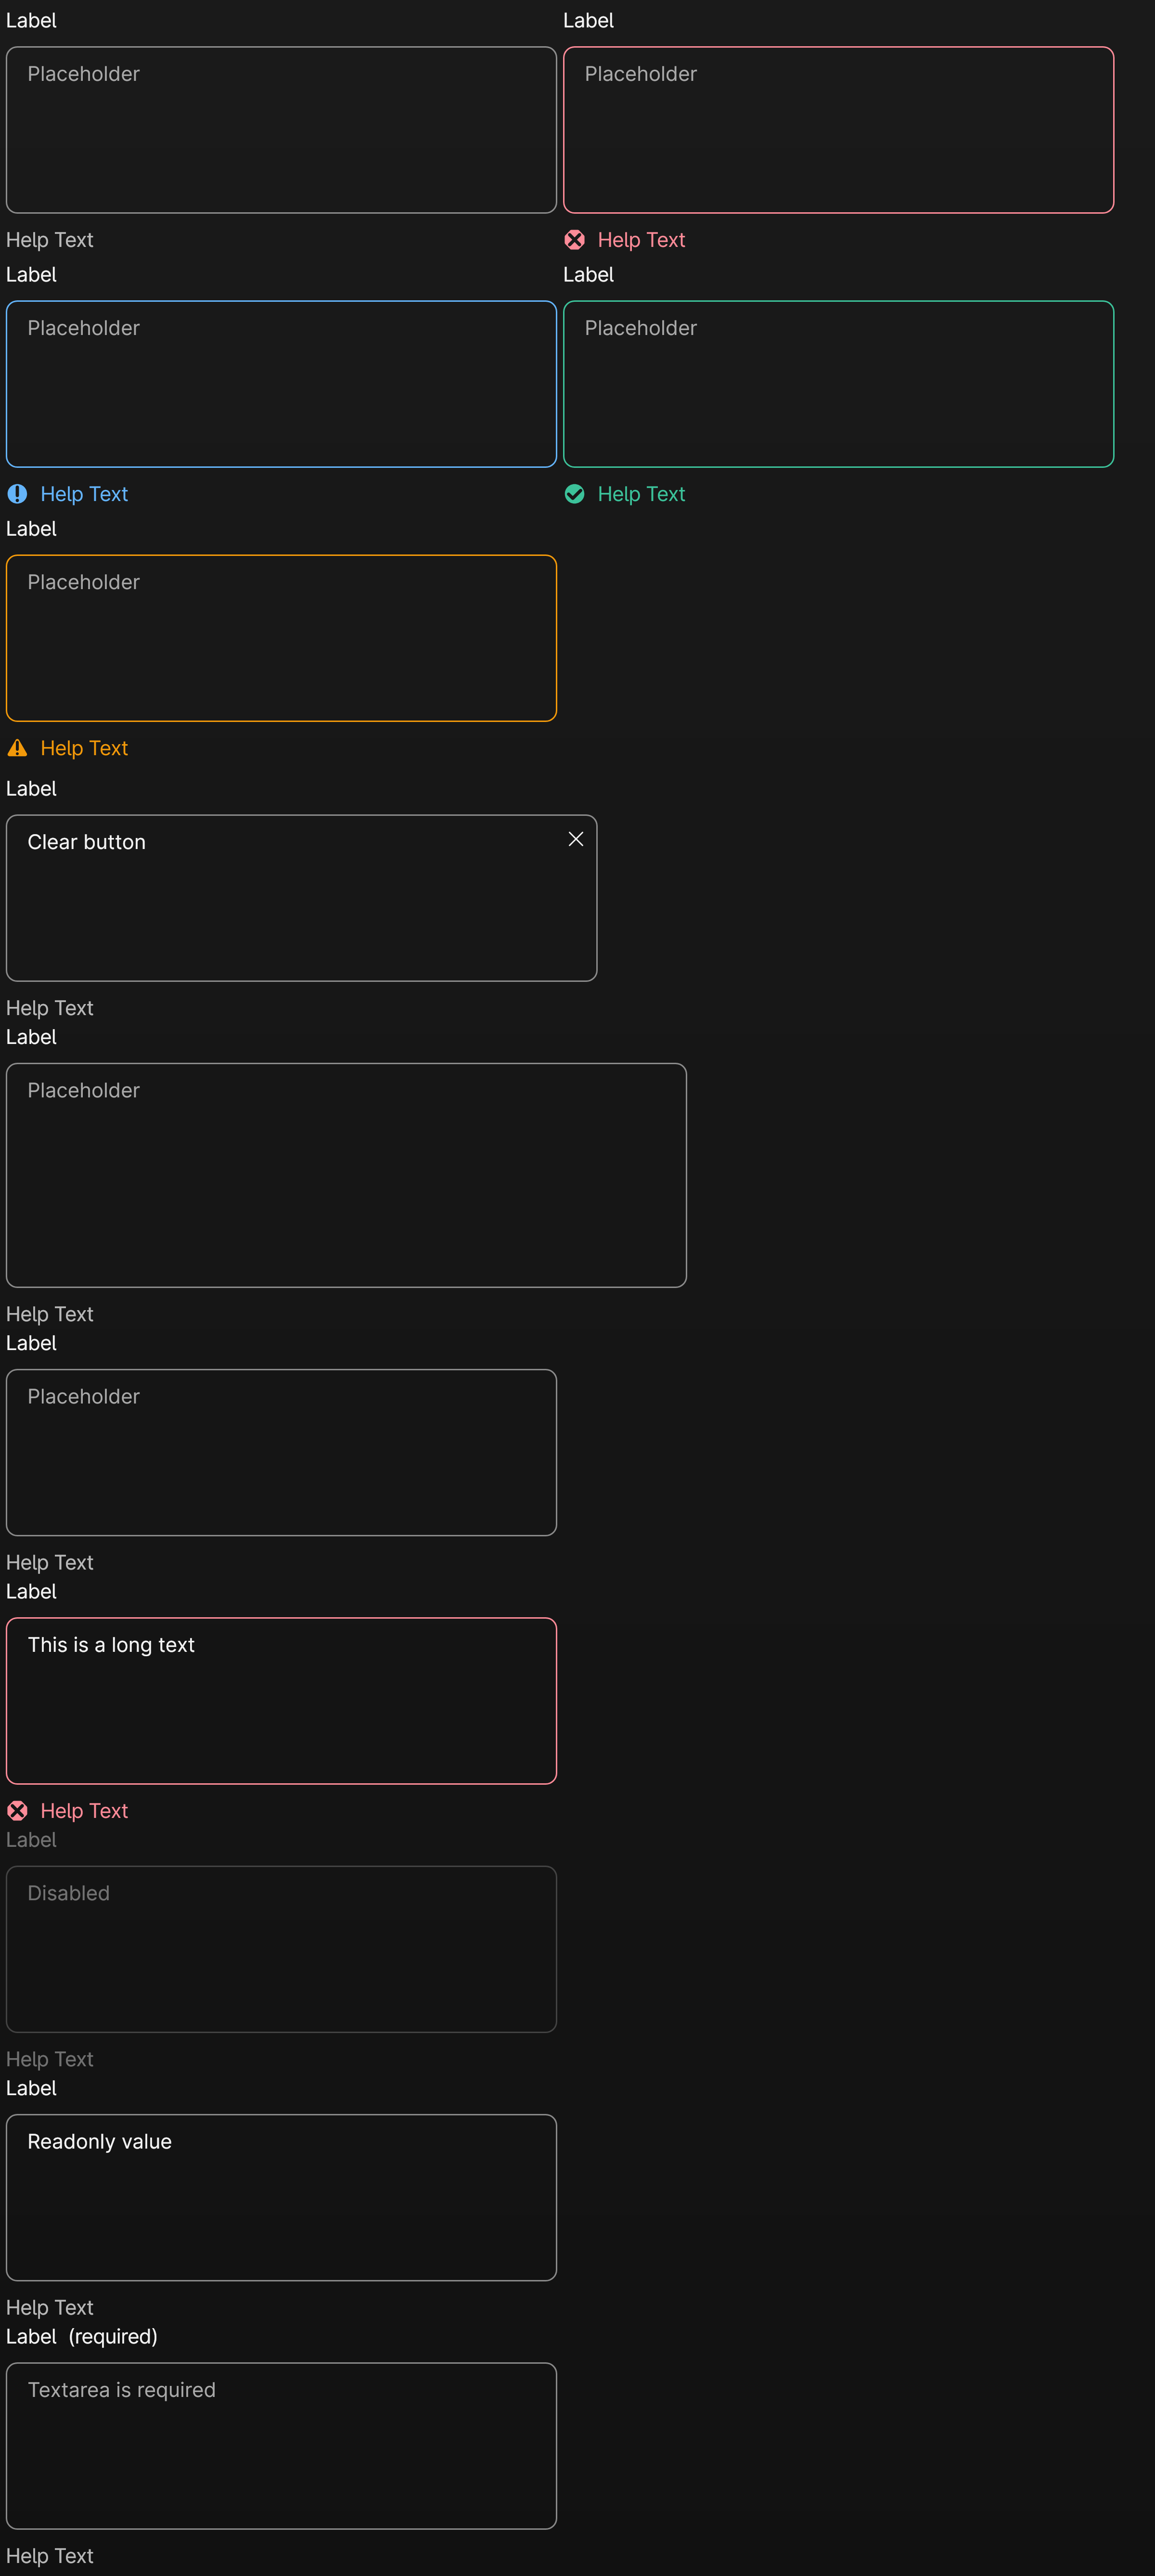 Label
Label
Placeholder
Placeholder
Help Text
Help Text
Label
Label
Placeholder
Placeholder
Help Text
Help Text
Label
Placeholder
Help Text
Label
Clear button
Help Text
Label
Placeholder
Help Text
Label
Placeholder
Help Text
Label
This is a long text
Help Text
Label
Disabled
Help Text
Label
Readonly value
Help Text
Label (required)
Textarea is required
Help Text